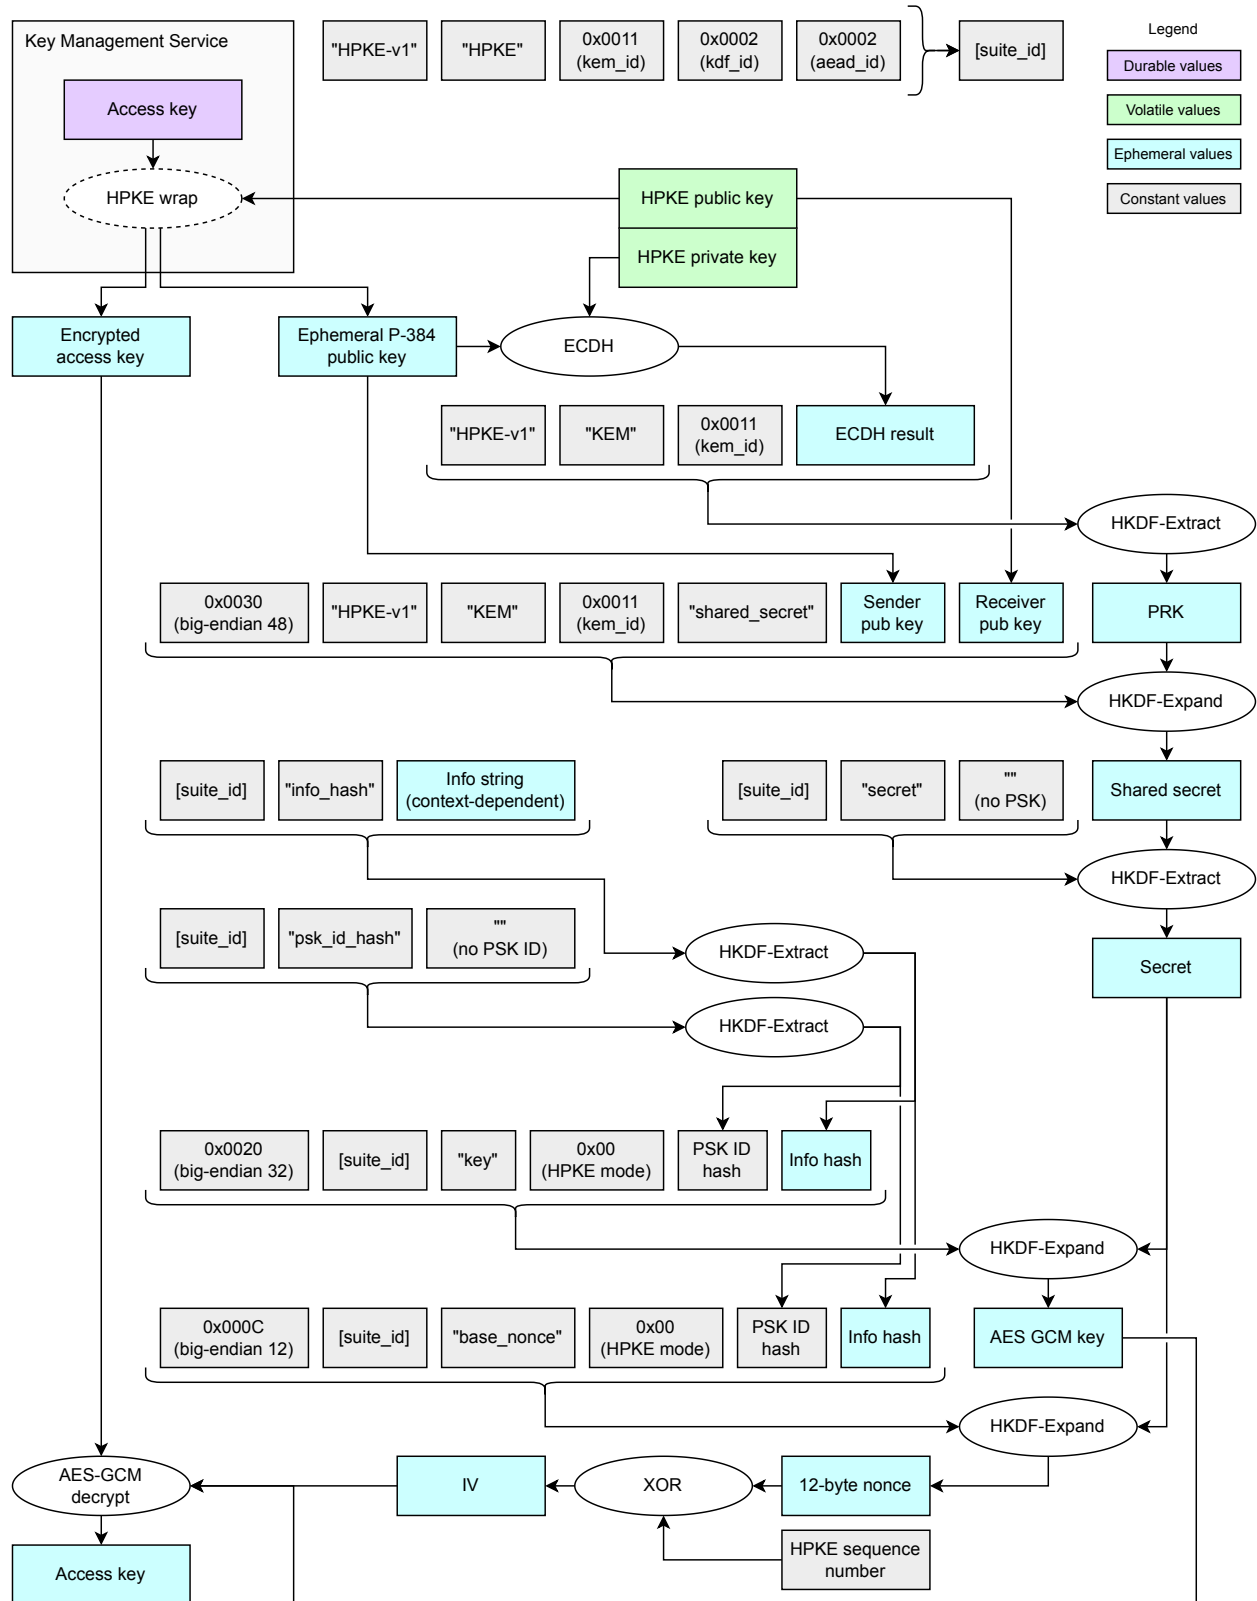 Key Management Service
"HPKE-v1"
"HPKE"
0x0011
(kem_id)
0x0002
(kdf_id)
0x0002
(aead_id)
[suite_id]
Legend
Durable values
Volatile values
Ephemeral values
Constant values
Access key
HPKE wrap
HPKE public key
HPKE private key
Encrypted
access key
Ephemeral P-384
public key
ECDH
"HPKE-v1"
"KEM"
0x0011
(kem_id)
ECDH result
HKDF-Extract
0x0030
(big-endian 48)
"HPKE-v1"
"KEM"
0x0011
(kem_id)
"shared_secret"
Sender
pub key
Receiver
pub key
PRK
HKDF-Expand
[suite_id]
"info_hash"
Info string
(context-dependent)
[suite_id]
"secret"
""
(no PSK)
Shared secret
HKDF-Extract
[suite_id]
"psk_id_hash"
""
(no PSK ID)
HKDF-Extract
Secret
HKDF-Extract
0x0020
(big-endian 32)
[suite_id]
"key"
0x00
(HPKE mode)
PSK ID
hash
Info hash
HKDF-Expand
0x000C
(big-endian 12)
[suite_id]
"base_nonce"
0x00
(HPKE mode)
PSK ID
hash
Info hash
AES GCM key
HKDF-Expand
AES-GCM
decrypt
IV
XOR
12-byte nonce
HPKE sequence
number
Access key